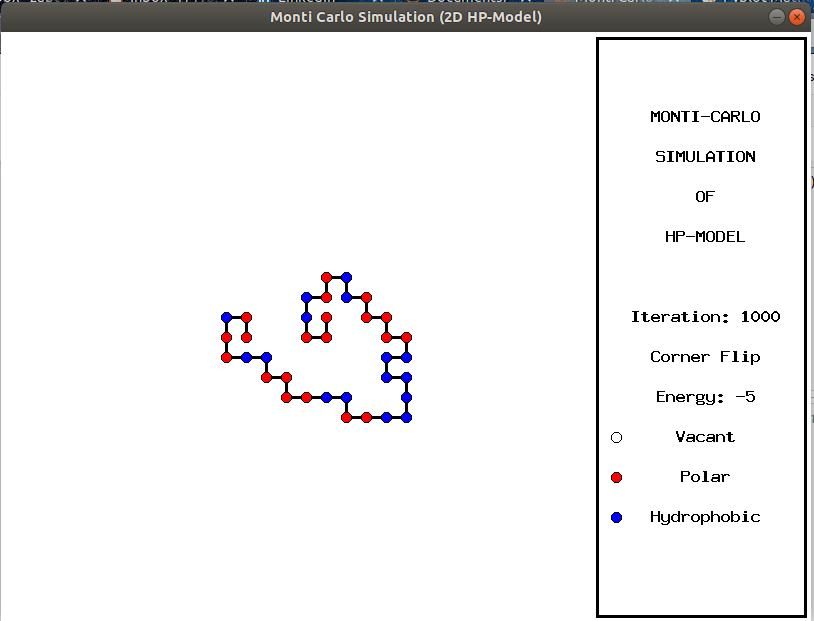 Monti Carlo Simulation (2D HP-Model)
MONTI-CARLO
SIMULATION
OF
HP-MODEL
Iteration: 1000
Corner Flip
Energy: -5
Vacant
Polar
Hydrophobic